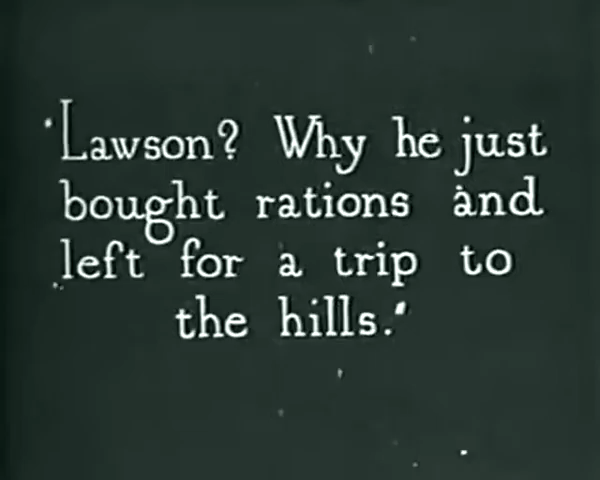 "Lawson? Why he just
bought rations and
left for a trip to
the hills."